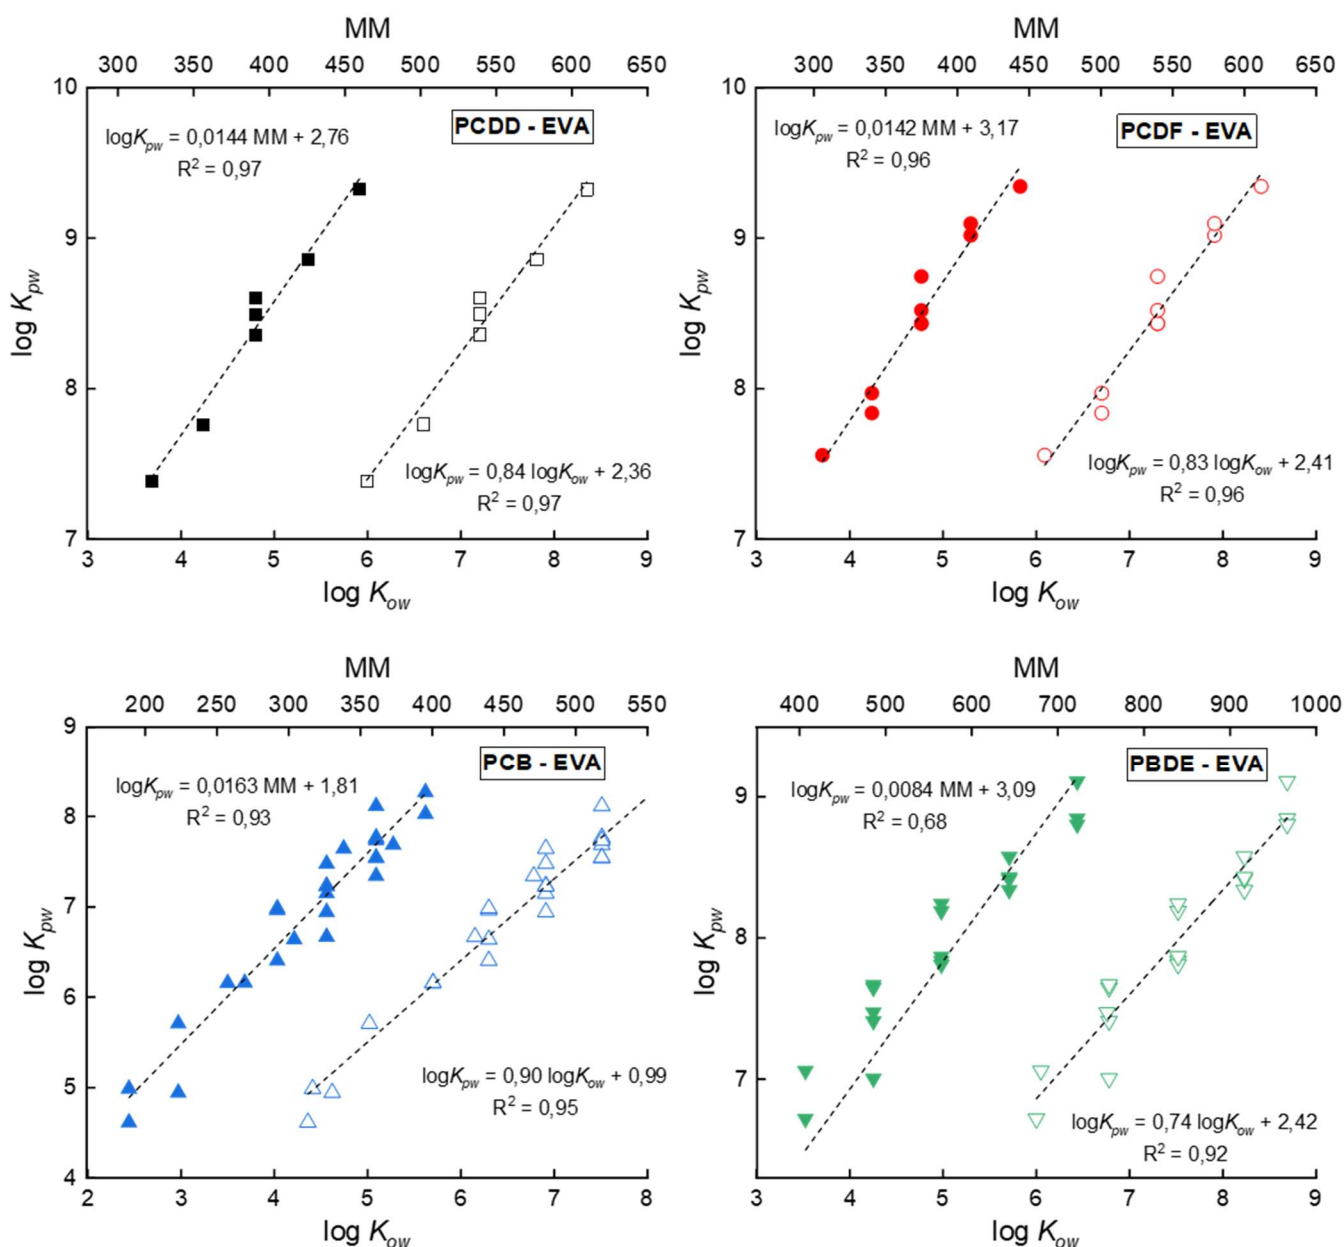 MM
300 350 400 450 500 550 600 650
10
PCDD - EVA
logKpw = 0,0144 MM + 2,76
R² = 0,97
9
log Kpw
8
logKpw = 0,84 logKow + 2,36
R² = 0,97
7
3 4 5 6 7 8 9
log Kow
MM
300 350 400 450 500 550 600 650
10
PCDF - EVA
logKpw = 0,0142 MM + 3,17
R² = 0,96
9
log Kpw
8
logKpw = 0,83 logKow + 2,41
R² = 0,96
7
3 4 5 6 7 8 9
log Kow
MM
200 250 300 350 400 450 500 550
9
PCB - EVA
logKpw = 0,0163 MM + 1,81
R² = 0,93
8
7
log Kpw
6
5
logKpw = 0,90 logKow + 0,99
R² = 0,95
4
2 3 4 5 6 7 8
log Kow
MM
400 500 600 700 800 900 1000
PBDE - EVA
9
logKpw = 0,0084 MM + 3,09
R² = 0,68
8
log Kpw
7
logKpw = 0,74 logKow + 2,42
R² = 0,92
3 4 5 6 7 8 9
log Kow